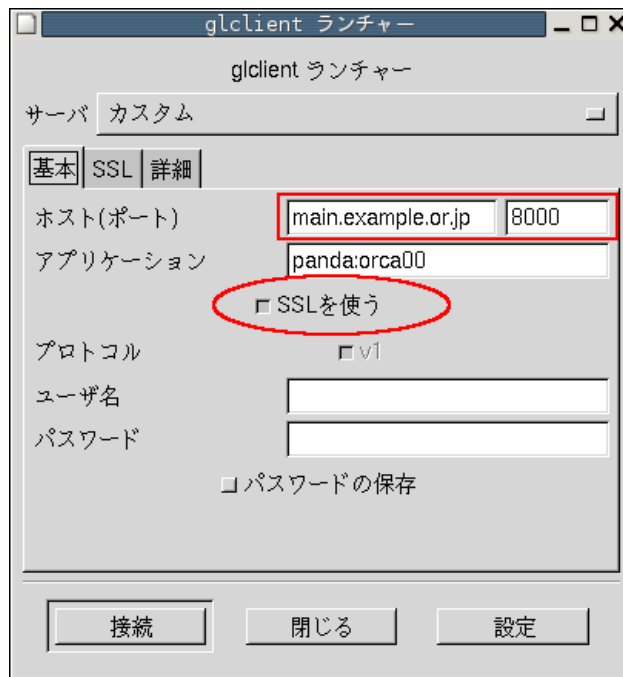 glclient ランチャー
glclient ランチャー
サーバ カスタム
基本 SSL 詳細
ホスト(ポート) main.example.or.jp 8000
アプリケーション panda:orca00
SSLを使う
プロトコル v1
ユーザ名
パスワード
パスワードの保存
接続 閉じる 設定